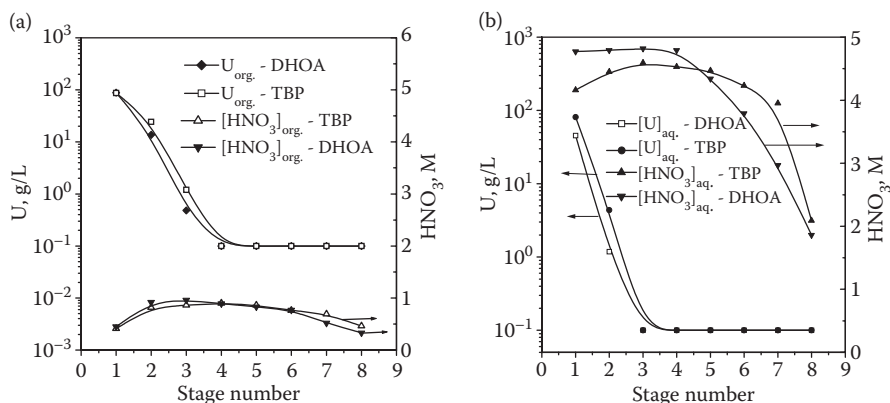 (a)
U, g/L
10³
10²
10¹
10⁰
10⁻¹
10⁻²
10⁻³
U_org. - DHOA
U_org. - TBP
[HNO₃]_org. - TBP
[HNO₃]_org. - DHOA
6
5
4
3
2
1
0
HNO₃, M
0 1 2 3 4 5 6 7 8 9
Stage number
(b)
U, g/L
10³
10²
10¹
10⁰
10⁻¹
[U]_aq. - DHOA
[U]_aq. - TBP
[HNO₃]_aq. - TBP
[HNO₃]_aq. - DHOA
5
4
3
2
1
0
HNO₃, M
0 1 2 3 4 5 6 7 8 9
Stage number